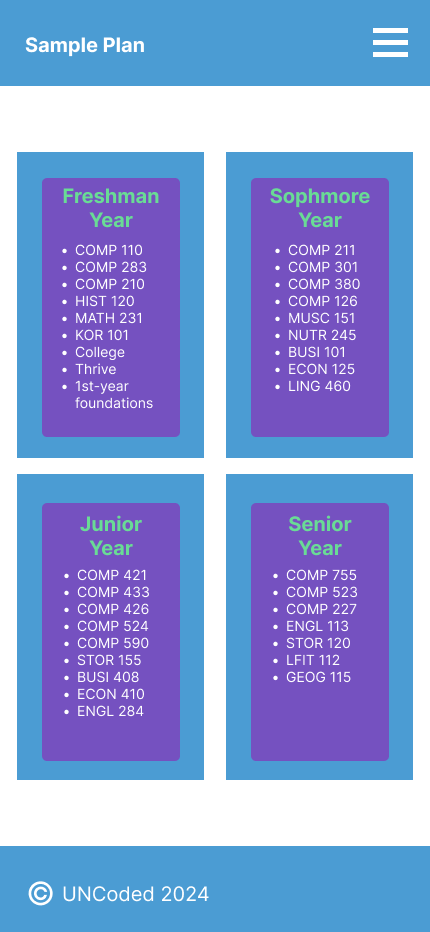 Sample Plan
Freshman
Year
• COMP 110
• COMP 283
• COMP 210
• HIST 120
• MATH 231
• KOR 101
• College
• Thrive
• 1st-year
foundations
Sophmore
Year
• COMP 211
• COMP 301
• COMP 380
• COMP 126
• MUSC 151
• NUTR 245
• BUSI 101
• ECON 125
• LING 460
Junior
Year
• COMP 421
• COMP 433
• COMP 426
• COMP 524
• COMP 590
• STOR 155
• BUSI 408
• ECON 410
• ENGL 284
Senior
Year
• COMP 755
• COMP 523
• COMP 227
• ENGL 113
• STOR 120
• LFIT 112
• GEOG 115
© UNCoded 2024